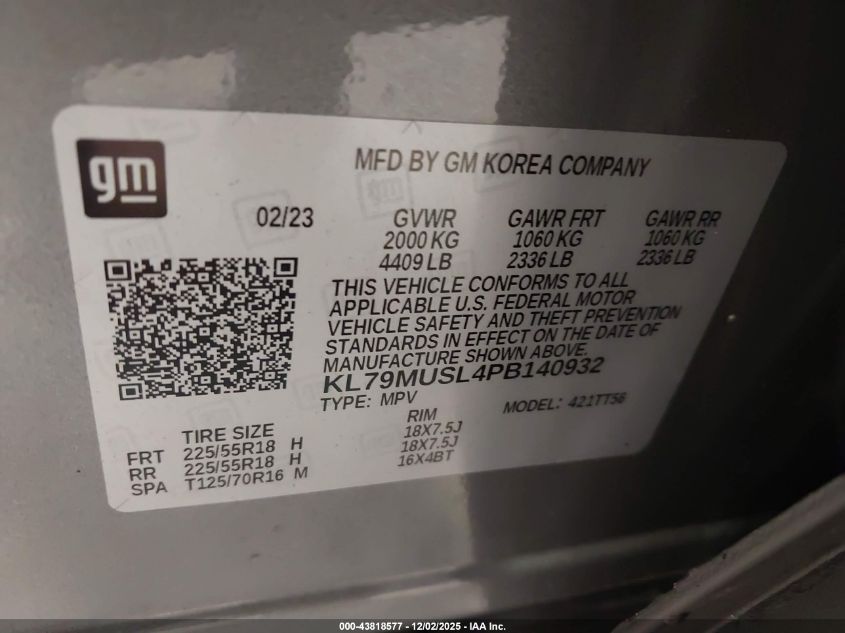 gm
MFD BY GM KOREA COMPANY
02/23 GVWR GAWR FRT GAWR RR
2000 KG 1060 KG 1060 KG
4409 LB 2336 LB 2336 LB
THIS VEHICLE CONFORMS TO ALL
APPLICABLE U.S. FEDERAL MOTOR
VEHICLE SAFETY AND THEFT PREVENTION
STANDARDS IN EFFECT ON THE DATE OF
MANUFACTURE SHOWN ABOVE.
KL79MUSL4PB140932
TYPE: MPV MODEL: 421TT56
TIRE SIZE RIM
FRT 225/55R18 H 18X7.5J
RR 225/55R18 H 18X7.5J
SPA T125/70R16 M 16X4BT
000-43818577 - 12/02/2025 - IAA Inc.